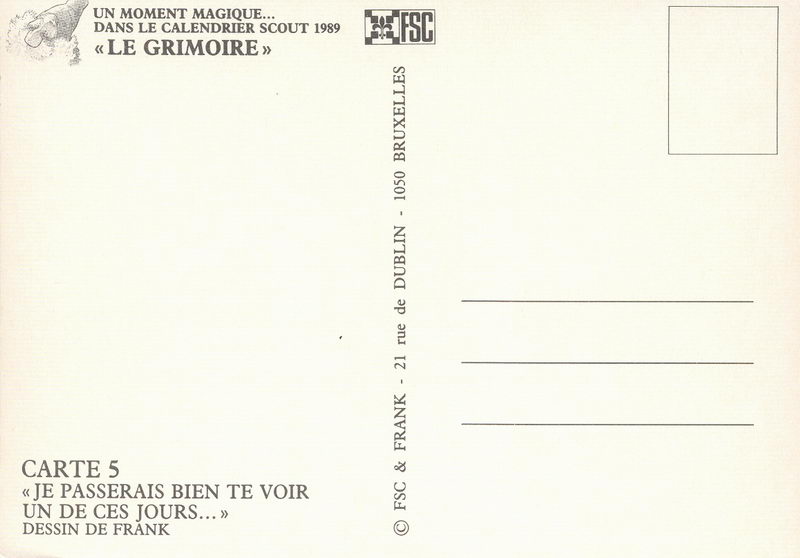 UN MOMENT MAGIQUE...
DANS LE CALENDRIER SCOUT 1989
« LE GRIMOIRE »
FSC
© FSC & FRANK - 21 rue de DUBLIN - 1050 BRUXELLES
CARTE 5
« JE PASSERAIS BIEN TE VOIR
UN DE CES JOURS... »
DESSIN DE FRANK